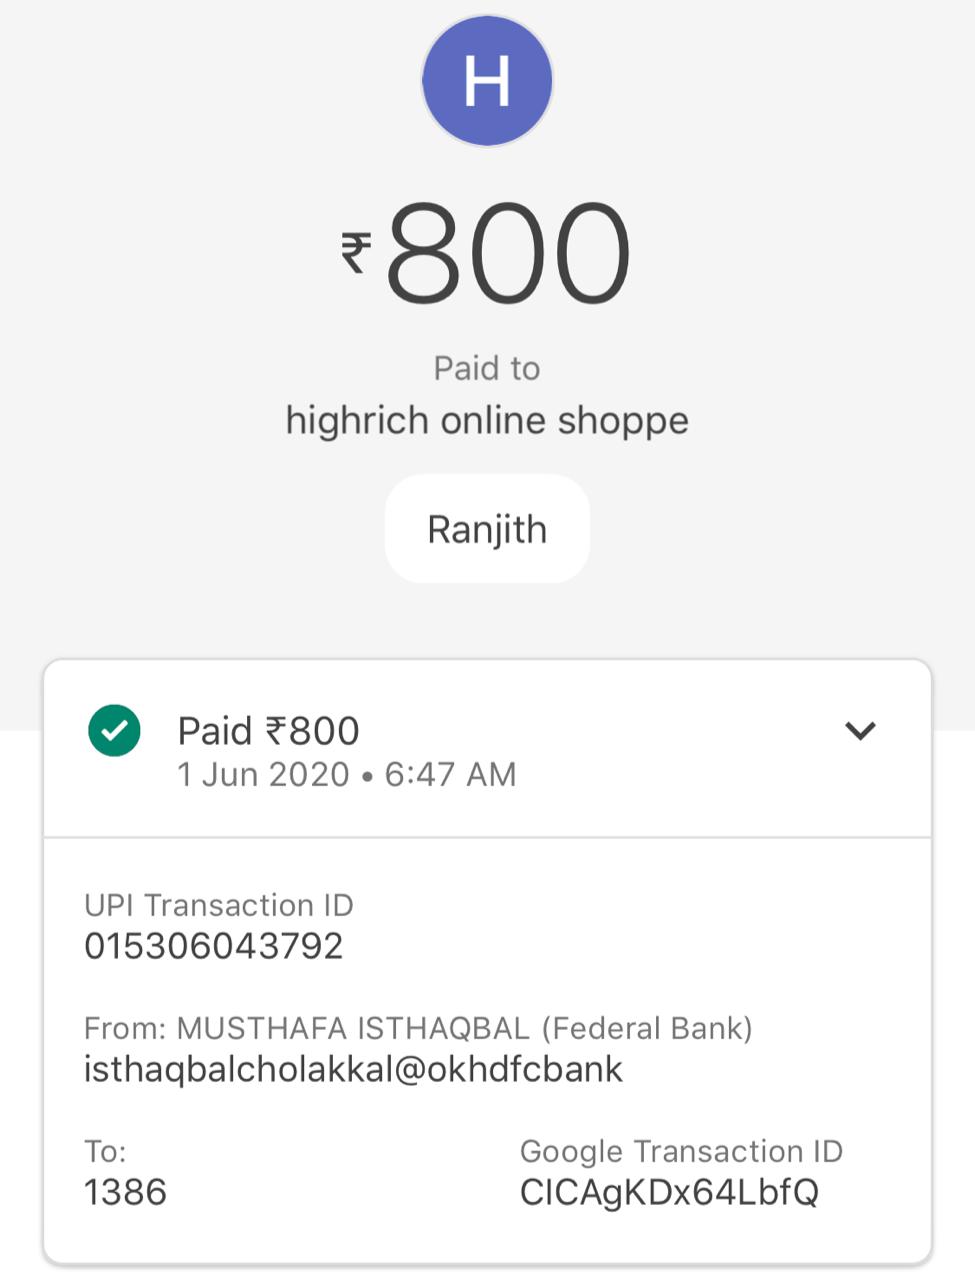 H
₹800
Paid to
highrich online shoppe
Ranjith
Paid ₹800
1 Jun 2020 • 6:47 AM
UPI Transaction ID
015306043792
From: MUSTHAFA ISTHAQBAL (Federal Bank)
isthaqbalcholakkal@okhdfcbank
To:
1386
Google Transaction ID
CICAgKDx64LbfQ